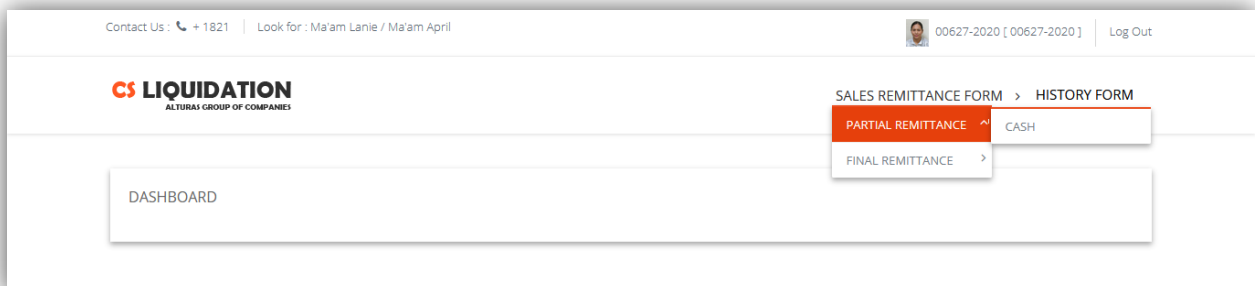 Contact Us : + 1821 Look for : Ma'am Lanie / Ma'am April
00627-2020 [ 00627-2020 ] Log Out
CS LIQUIDATION
ALTURAS GROUP OF COMPANIES
SALES REMITTANCE FORM > HISTORY FORM
PARTIAL REMITTANCE
CASH
FINAL REMITTANCE >
DASHBOARD